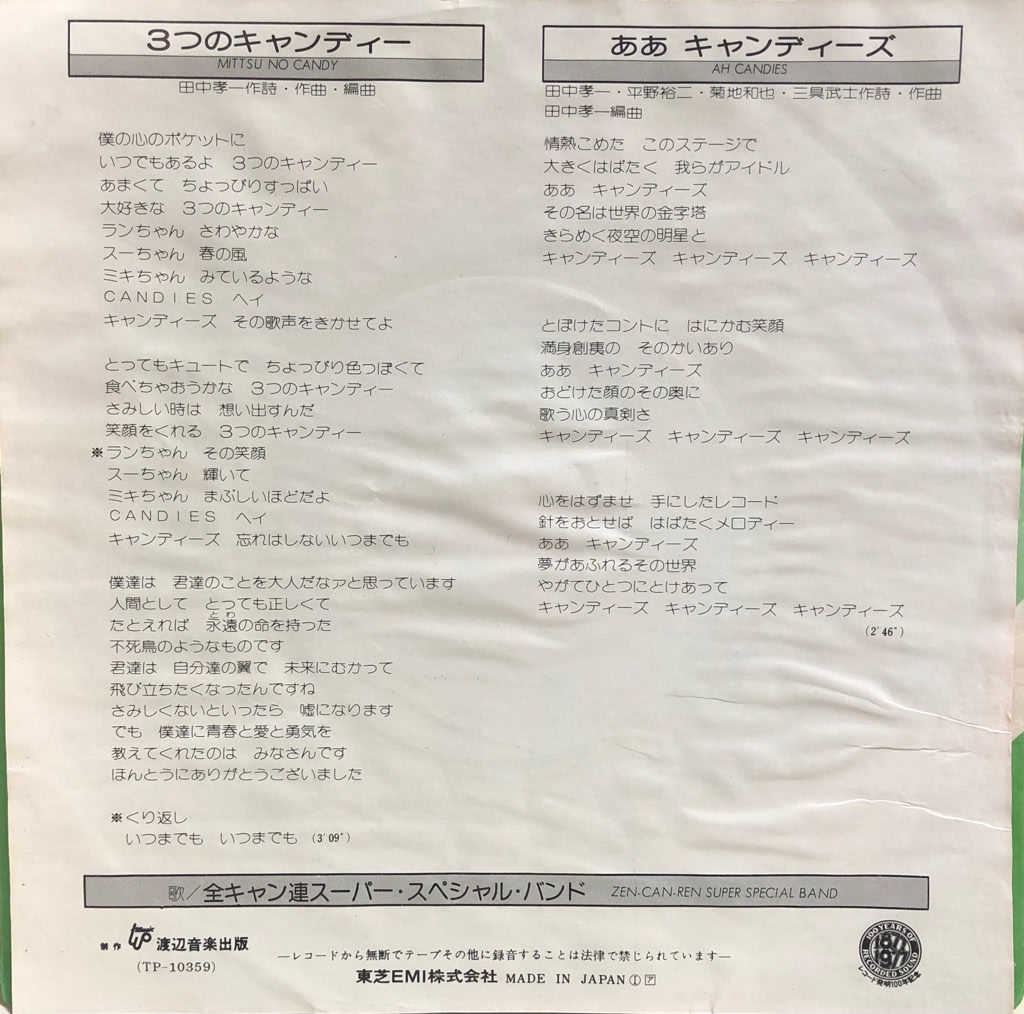 3つのキャンディー
MITTSU NO CANDY
田中孝一作詩・作曲・編曲
僕の心のポケットに
いつでもあるよ　3つのキャンディー
あまくて　ちょっぴりすっぱい
大好きな　3つのキャンディー
ランちゃん　さわやかな
スーちゃん　春の風
ミキちゃん　みているような
CANDIES　ヘイ
キャンディーズ　その歌声をきかせてよ
とってもキュートで　ちょっぴり色っぽくて
食べちゃおうかな　3つのキャンディー
さみしい時は　想い出すんだ
笑顔をくれる　3つのキャンディー
※ランちゃん　その笑顔
スーちゃん　輝いて
ミキちゃん　まぶしいほどだよ
CANDIES　ヘイ
キャンディーズ　忘れはしないいつまでも
僕達は　君達のことを大人だなァと思っています
人間として　とっても正しくて
たとえれば　永遠の命を持った
とわ
不死鳥のようなものです
君達は　自分達の翼で　未来にむかって
飛び立ちたくなったんですね
さみしくないといったら　嘘になります
でも　僕達に青春と愛と勇気を
教えてくれたのは　みなさんです
ほんとうにありがとうございました
※くり返し
いつまでも　いつまでも（3′09″）
ああ キャンディーズ
AH CANDIES
田中孝一・平野裕二・菊地和也・三具武士作詩・作曲
田中孝一編曲
情熱こめた　このステージで
大きくはばたく　我らがアイドル
ああ　キャンディーズ
その名は世界の金字塔
きらめく夜空の明星と
キャンディーズ　キャンディーズ　キャンディーズ
とぼけたコントに　はにかむ笑顔
満身創痍の　そのかいあり
ああ　キャンディーズ
おどけた顔のその奥に
歌う心の真剣さ
キャンディーズ　キャンディーズ　キャンディーズ
心をはずませ　手にしたレコード
針をおとせば　はばたくメロディー
ああ　キャンディーズ
夢があふれるその世界
やがてひとつにとけあって
キャンディーズ　キャンディーズ　キャンディーズ
（2′46″）
歌／全キャン連スーパー・スペシャル・バンド　ZEN-CAN-REN SUPER SPECIAL BAND
制作 渡辺音楽出版
(TP-10359)
—レコードから無断でテープその他に録音することは法律で禁じられています—
東芝EMI株式会社 MADE IN JAPAN Ⓘ ア
100 YEARS OF RECORDED SOUND
1877 1977
レコード発明100年記念